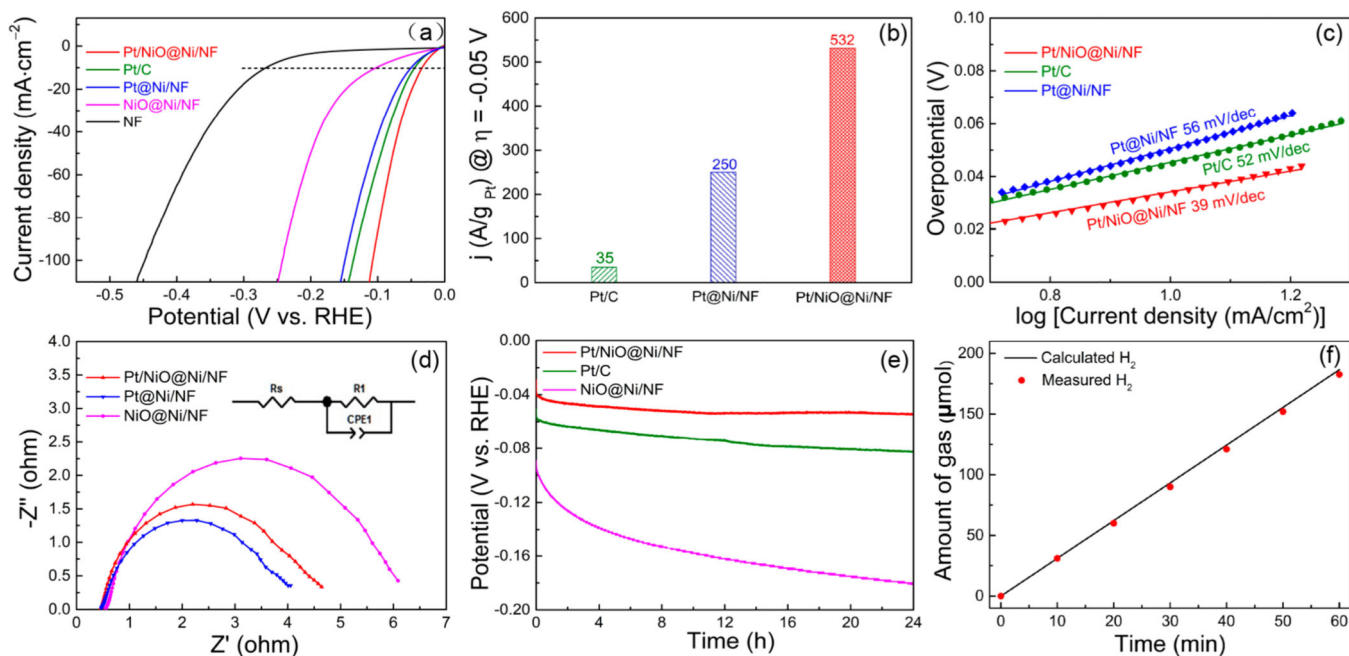 (a)
Pt/NiO@Ni/NF
Pt/C
Pt@Ni/NF
NiO@Ni/NF
NF
Current density (mA·cm⁻²)
0
-20
-40
-60
-80
-100
-0.5
-0.4
-0.3
-0.2
-0.1
0.0
Potential (V vs. RHE)
(b)
j (A/g Pt) @ η = -0.05 V
600
500
400
300
200
100
0
35
250
532
Pt/C
Pt@Ni/NF
Pt/NiO@Ni/NF
(c)
Pt/NiO@Ni/NF
Pt/C
Pt@Ni/NF
Overpotential (V)
0.10
0.08
0.06
0.04
0.02
0.00
Pt@Ni/NF 56 mV/dec
Pt/C 52 mV/dec
Pt/NiO@Ni/NF 39 mV/dec
0.8
1.0
1.2
log [Current density (mA/cm²)]
(d)
Pt/NiO@Ni/NF
Pt@Ni/NF
NiO@Ni/NF
Rs
R1
CPE1
-Z'' (ohm)
4.0
3.5
3.0
2.5
2.0
1.5
1.0
0.5
0.0
0
1
2
3
4
5
6
7
Z' (ohm)
(e)
Pt/NiO@Ni/NF
Pt/C
NiO@Ni/NF
Potential (V vs. RHE)
0.00
-0.04
-0.08
-0.12
-0.16
-0.20
0
4
8
12
16
20
24
Time (h)
(f)
Calculated H₂
Measured H₂
Amount of gas (μmol)
200
150
100
50
0
0
10
20
30
40
50
60
Time (min)